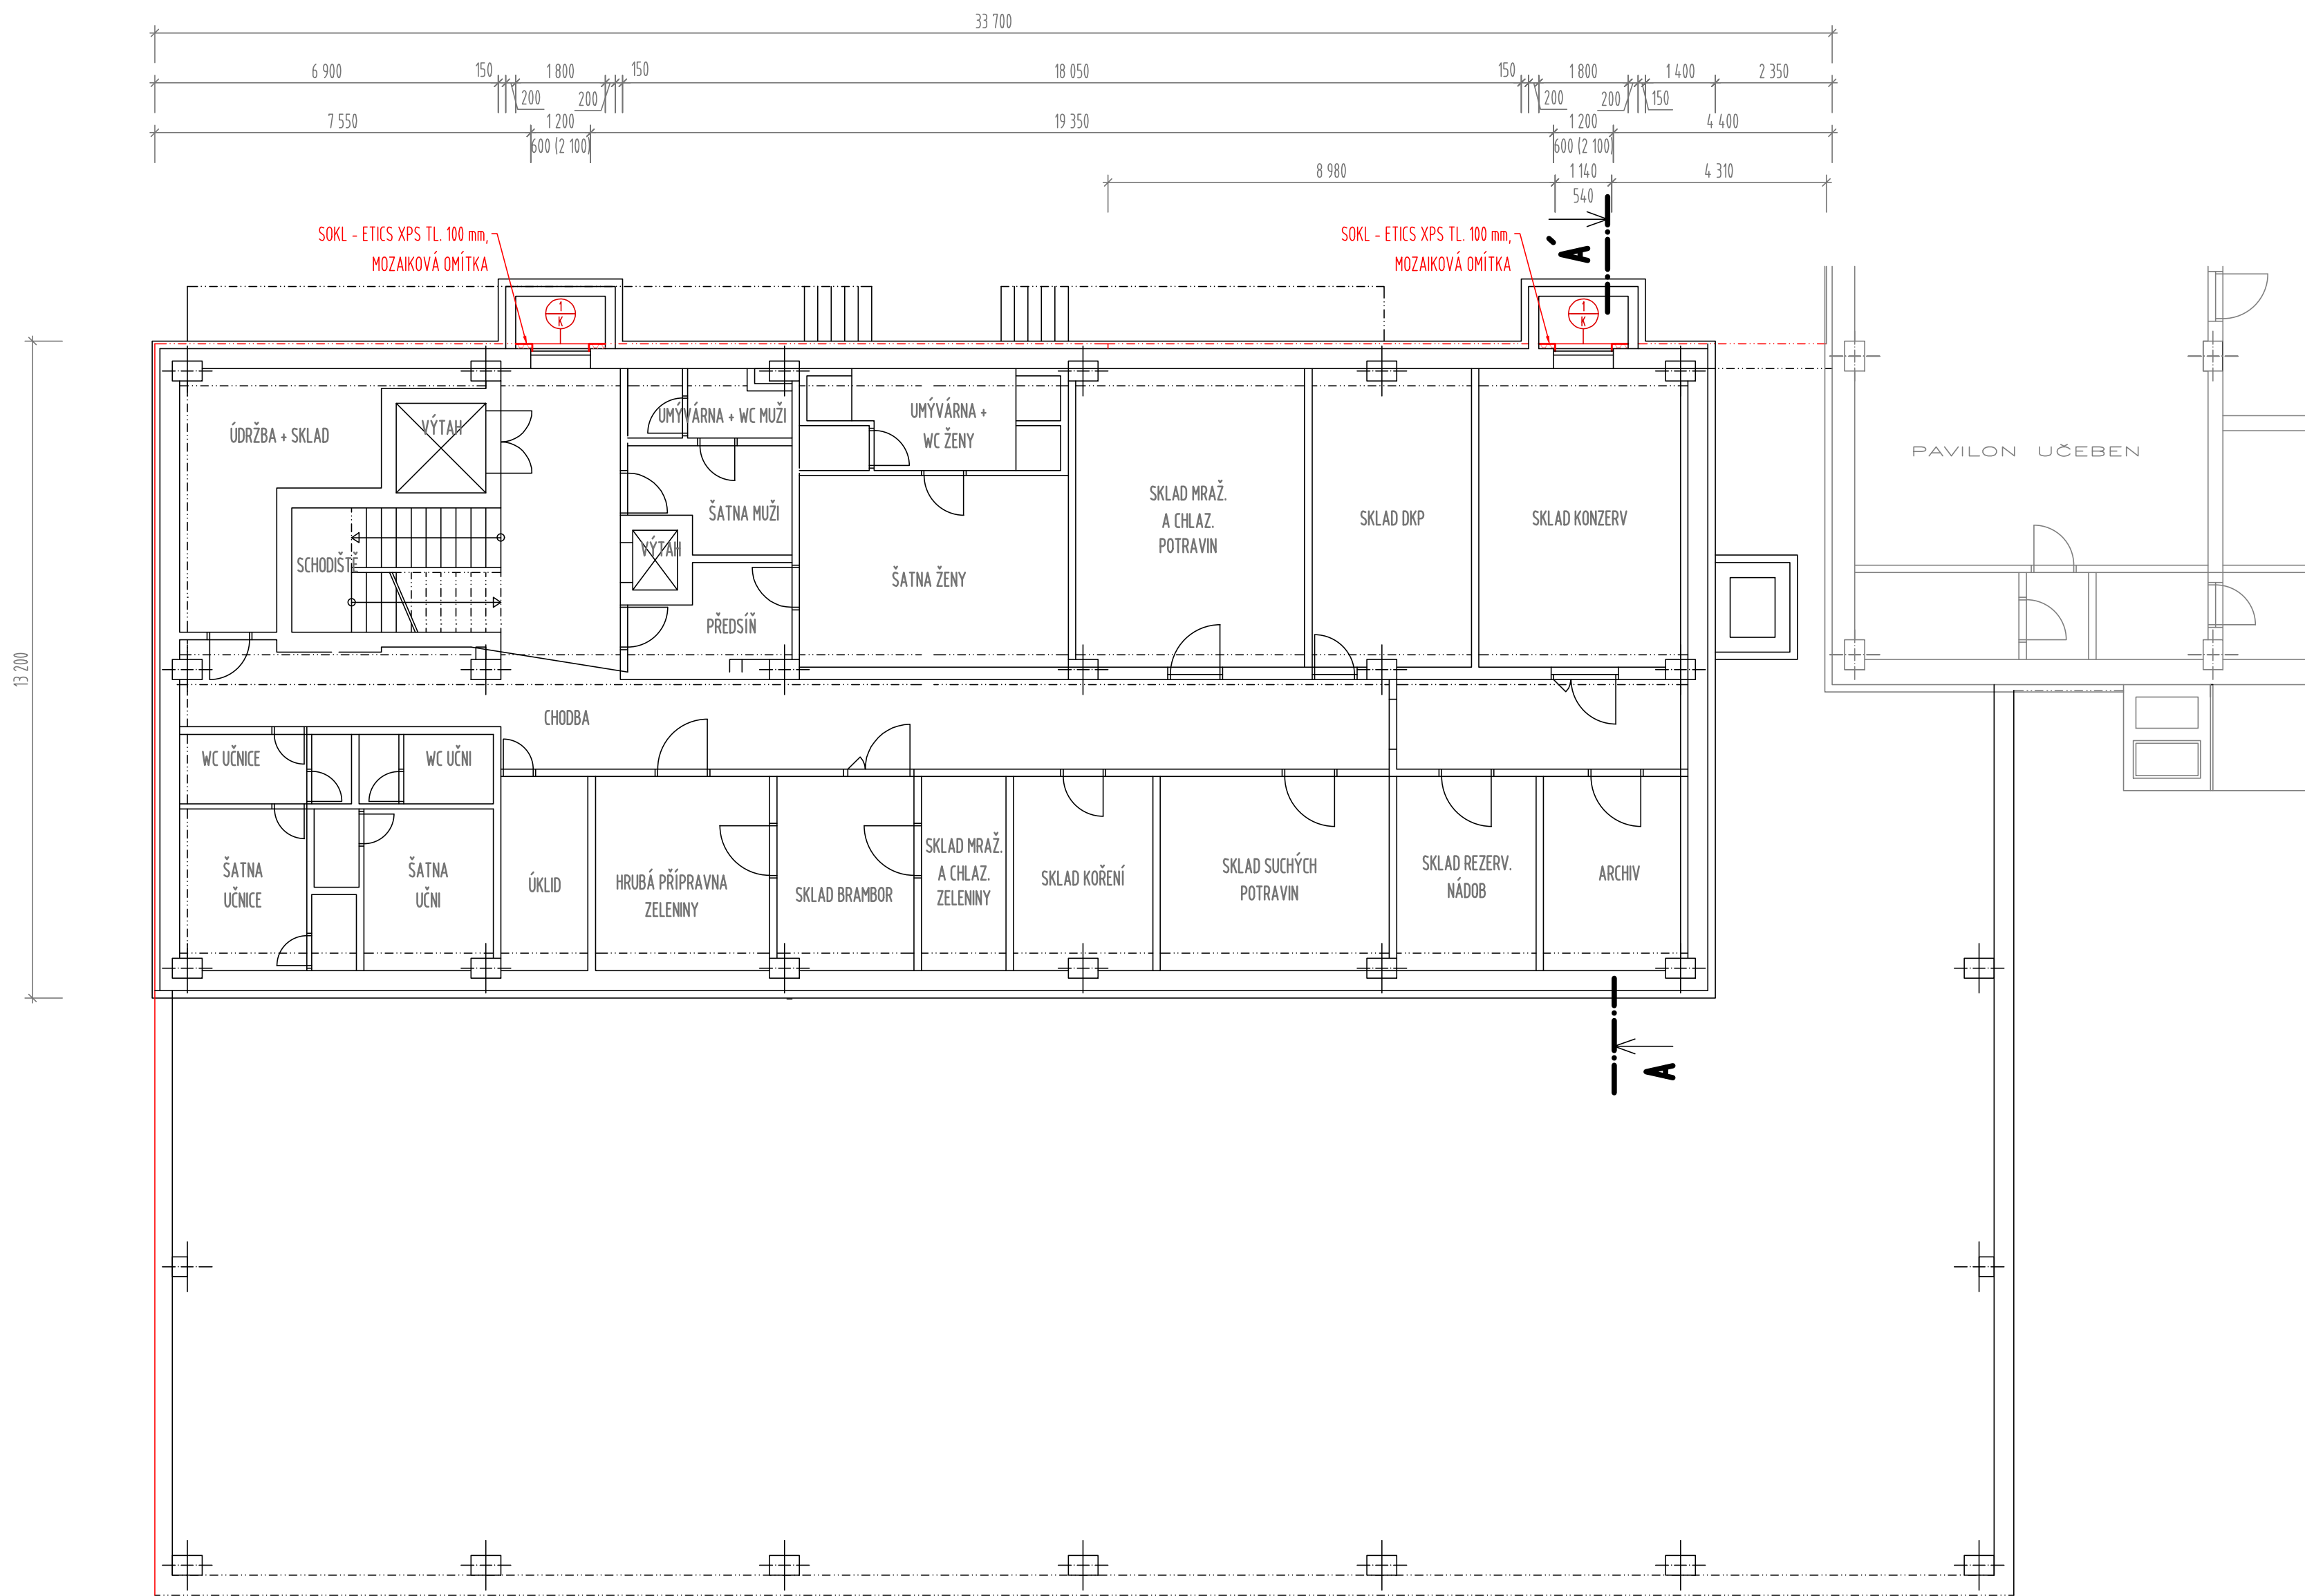 33 700
6 900
150
1 800
150
18 050
150
1 800
1 400
2 350
200
200
200
200
150
7 550
1 200
19 350
1 200
4 400
600 (2 100)
600 (2 100)
8 980
1 140
4 310
540
SOKL - ETICS XPS TL. 100 mm,
MOZAIKOVÁ OMÍTKA
SOKL - ETICS XPS TL. 100 mm,
MOZAIKOVÁ OMÍTKA
A´
1
K
1
K
13 200
ÚDRŽBA + SKLAD
VÝTAH
UMÝVÁRNA + WC MUŽI
UMÝVÁRNA +
WC ŽENY
PAVILON UČEBEN
SCHODIŠTĚ
VÝTAH
ŠATNA MUŽI
PŘEDSÍŇ
ŠATNA ŽENY
SKLAD MRAŽ.
A CHLAZ.
POTRAVIN
SKLAD DKP
SKLAD KONZERV
CHODBA
WC UČNICE
WC UČNI
ŠATNA
UČNICE
ŠATNA
UČNI
ÚKLID
HRUBÁ PŘÍPRAVNA
ZELENINY
SKLAD BRAMBOR
SKLAD MRAŽ.
A CHLAZ.
ZELENINY
SKLAD KOŘENÍ
SKLAD SUCHÝCH
POTRAVIN
SKLAD REZERV.
NÁDOB
ARCHIV
A